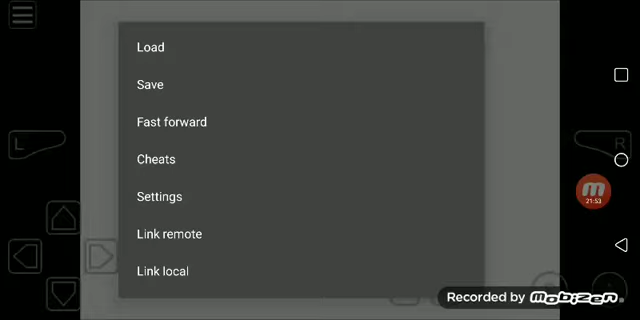 Load
Save
Fast forward
Cheats
Settings
Link remote
Link local
L
R
21:53
Recorded by mobizen